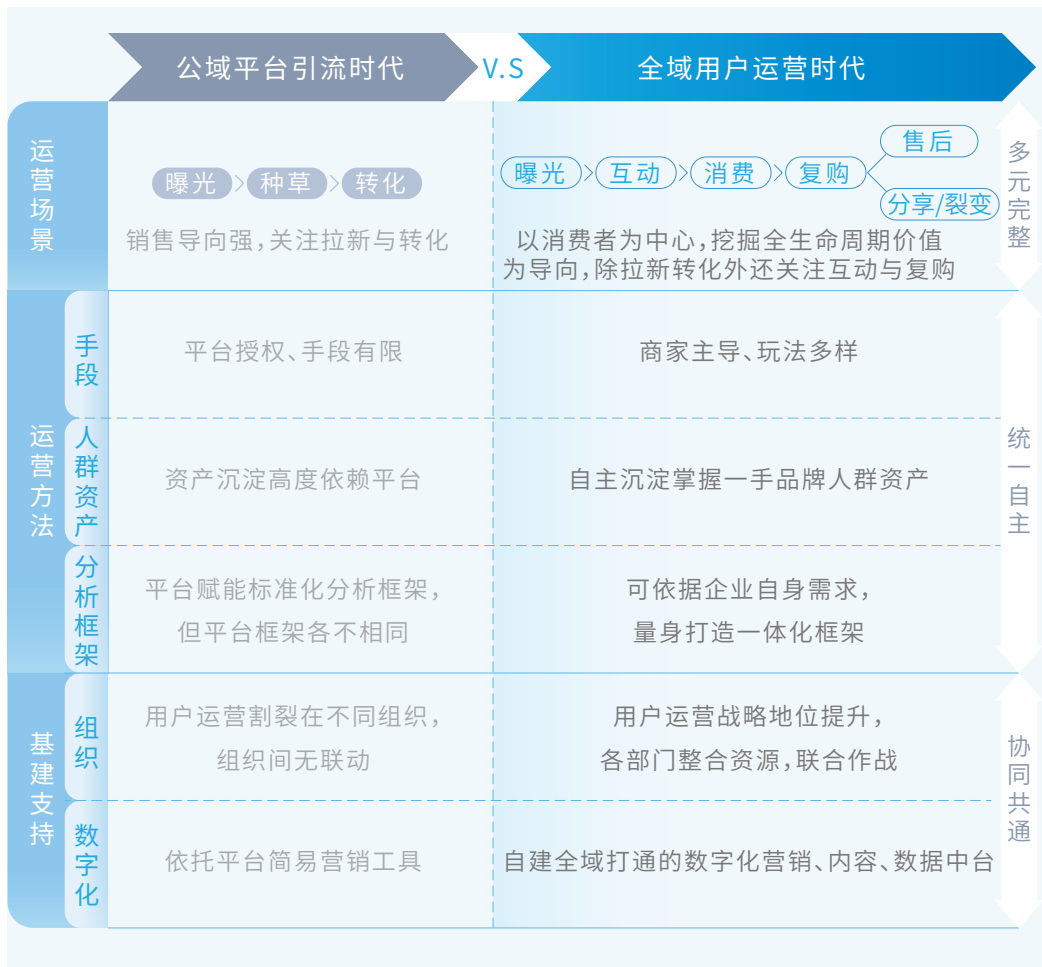 公域平台引流时代
V.S
全域用户运营时代
运营场景
曝光
种草
转化
销售导向强，关注拉新与转化
曝光
互动
消费
复购
售后
分享/裂变
以消费者为中心，挖掘全生命周期价值
为导向，除拉新转化外还关注互动与复购
多元完整
运营方法
手段
平台授权、手段有限
商家主导、玩法多样
人群资产
资产沉淀高度依赖平台
自主沉淀掌握一手品牌人群资产
分析框架
平台赋能标准化分析框架，
但平台框架各不相同
可依据企业自身需求，
量身打造一体化框架
统一自主
基建支持
组织
用户运营割裂在不同组织，
组织间无联动
用户运营战略地位提升，
各部门整合资源，联合作战
数字化
依托平台简易营销工具
自建全域打通的数字化营销、内容、数据中台
协同共通